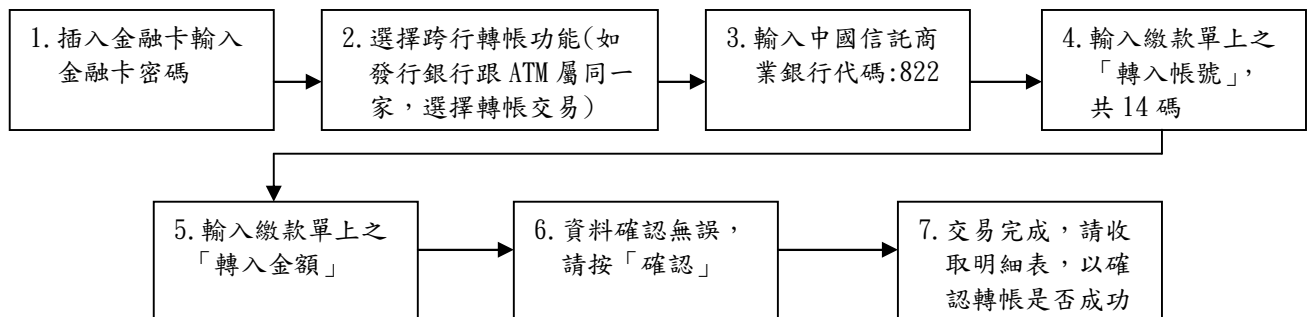 1.插入金融卡輸入
金融卡密碼
2.選擇跨行轉帳功能(如
發行銀行跟 ATM 屬同一
家，選擇轉帳交易)
3.輸入中國信託商
業銀行代碼:822
4.輸入繳款單上之
「轉入帳號」，
共 14 碼
5.輸入繳款單上之
「轉入金額」
6.資料確認無誤，
請按「確認」
7.交易完成，請收
取明細表，以確
認轉帳是否成功